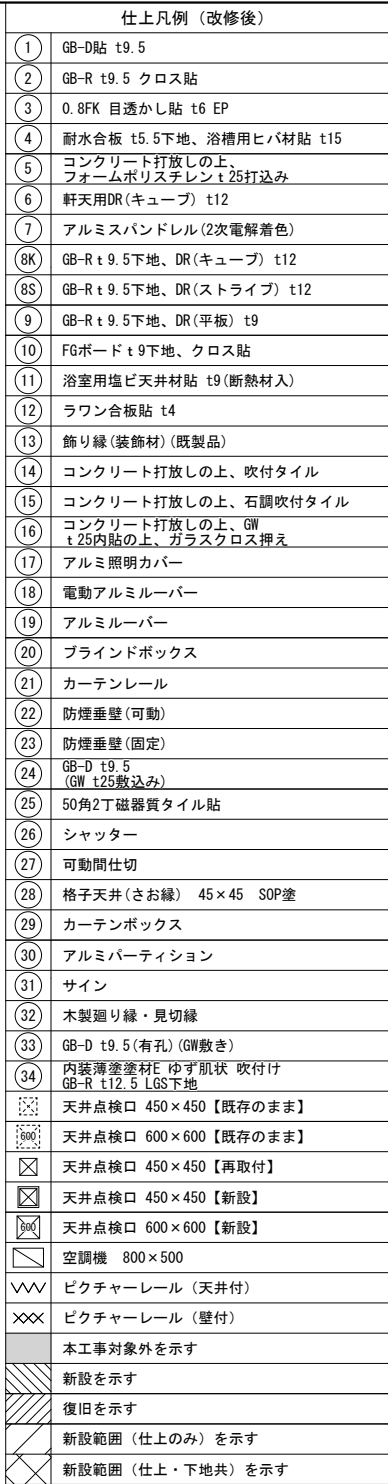 仕上凡例 (改修後)
1 GB-D貼 t9.5
2 GB-R t9.5 クロス貼
3 0.8FK 目透かし貼 t6 EP
4 耐水合板 t5.5下地、浴槽用ヒバ材貼 t15
5 コンクリート打放しの上、
フォームポリスチレンt25打込み
6 軒天用DR(キューブ) t12
7 アルミスパンドレル(2次電解着色)
8K GB-Rt9.5下地、DR(キューブ) t12
8S GB-Rt9.5下地、DR(ストライプ) t12
9 GB-Rt9.5下地、DR(平板) t9
10 FGボードt9下地、クロス貼
11 浴室用塩ビ天井材貼 t9(断熱材入)
12 ラワン合板貼 t4
13 飾り縁(装飾材)(既製品)
14 コンクリート打放しの上、吹付タイル
15 コンクリート打放しの上、石調吹付タイル
16 コンクリート打放しの上、GW
t25内貼の上、ガラスクロス押え
17 アルミ照明カバー
18 電動アルミルーバー
19 アルミルーバー
20 ブラインドボックス
21 カーテンレール
22 防煙垂壁(可動)
23 防煙垂壁(固定)
24 GB-D t9.5
(GW t25敷込み)
25 50角2丁磁器質タイル貼
26 シャッター
27 可動間仕切
28 格子天井(さお縁) 45×45 SOP塗
29 カーテンボックス
30 アルミパーティション
31 サイン
32 木製廻り縁・見切縁
33 GB-D t9.5(有孔)(GW敷き)
34 内装薄塗塗材E ゆず肌状 吹付け
GB-R t12.5 LGS下地
天井点検口 450×450【既存のまま】
600 天井点検口 600×600【既存のまま】
天井点検口 450×450【再取付】
天井点検口 450×450【新設】
600 天井点検口 600×600【新設】
空調機 800×500
ピクチャーレール (天井付)
ピクチャーレール (壁付)
本工事対象外を示す
新設を示す
復旧を示す
新設範囲 (仕上のみ) を示す
新設範囲 (仕上・下地共) を示す